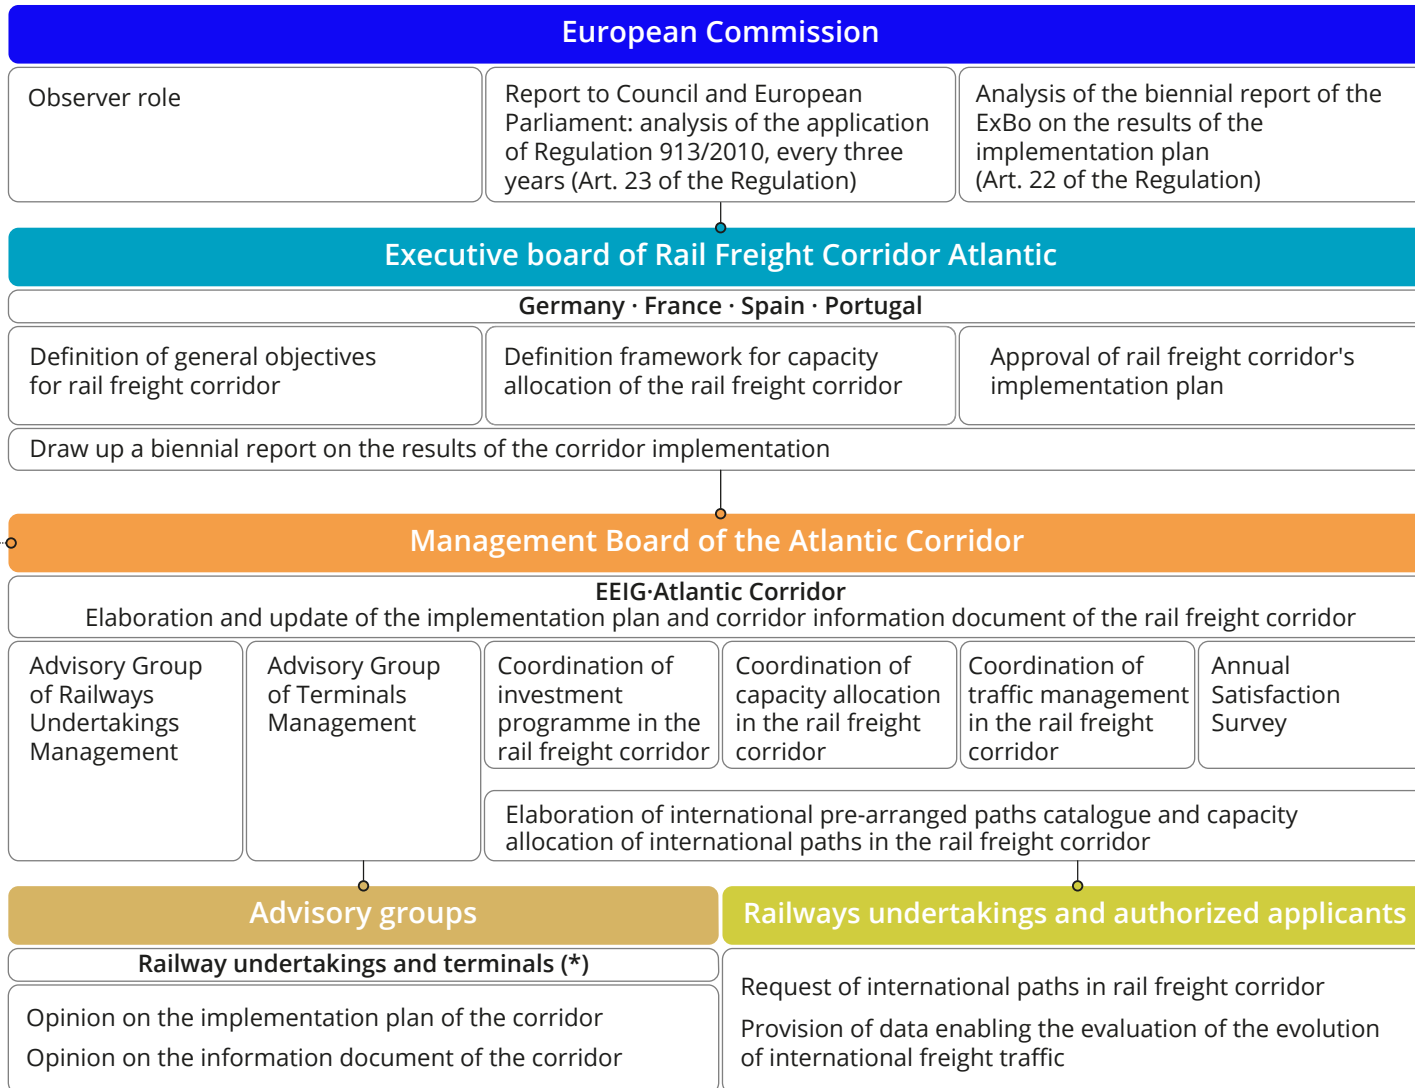 European Commission
Observer role
Report to Council and European
Parliament: analysis of the application
of Regulation 913/2010, every three
years (Art. 23 of the Regulation)
Analysis of the biennial report of the
ExBo on the results of the
implementation plan
(Art. 22 of the Regulation)
Executive board of Rail Freight Corridor Atlantic
Germany · France · Spain · Portugal
Definition of general objectives
for rail freight corridor
Definition framework for capacity
allocation of the rail freight corridor
Approval of rail freight corridor's
implementation plan
Draw up a biennial report on the results of the corridor implementation
Management Board of the Atlantic Corridor
EEIG·Atlantic Corridor
Elaboration and update of the implementation plan and corridor information document of the rail freight corridor
Advisory Group
of Railways
Undertakings
Management
Advisory Group
of Terminals
Management
Coordination of
investment
programme in the
rail freight corridor
Coordination of
capacity allocation
in the rail freight
corridor
Coordination of
traffic management
in the rail freight
corridor
Annual
Satisfaction
Survey
Elaboration of international pre-arranged paths catalogue and capacity
allocation of international paths in the rail freight corridor
Advisory groups
Railway undertakings and terminals (*)
Opinion on the implementation plan of the corridor
Opinion on the information document of the corridor
Railways undertakings and authorized applicants
Request of international paths in rail freight corridor
Provision of data enabling the evaluation of the evolution
of international freight traffic